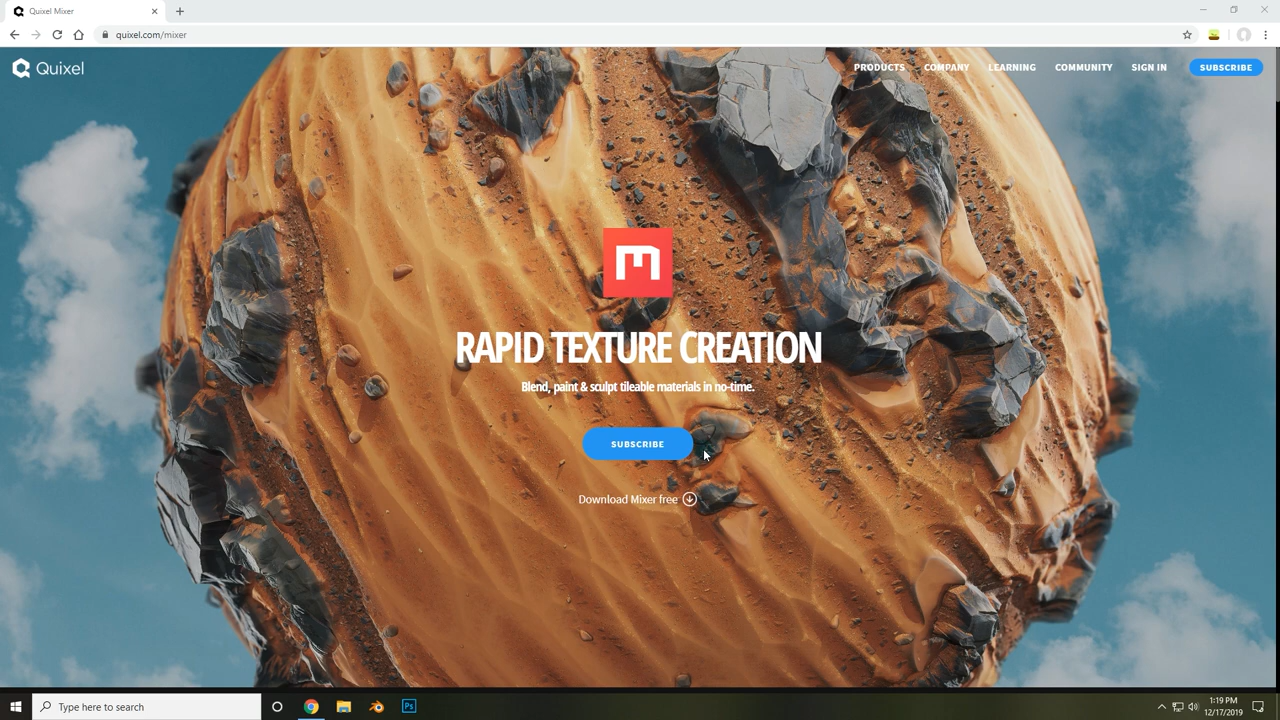 Quixel Mixer
quixel.com/mixer
Quixel
PRODUCTS COMPANY LEARNING COMMUNITY SIGN IN SUBSCRIBE
RAPID TEXTURE CREATION
Blend, paint & sculpt tileable materials in no-time.
SUBSCRIBE
Download Mixer free
Type here to search
Ps
1:19 PM
12/17/2019